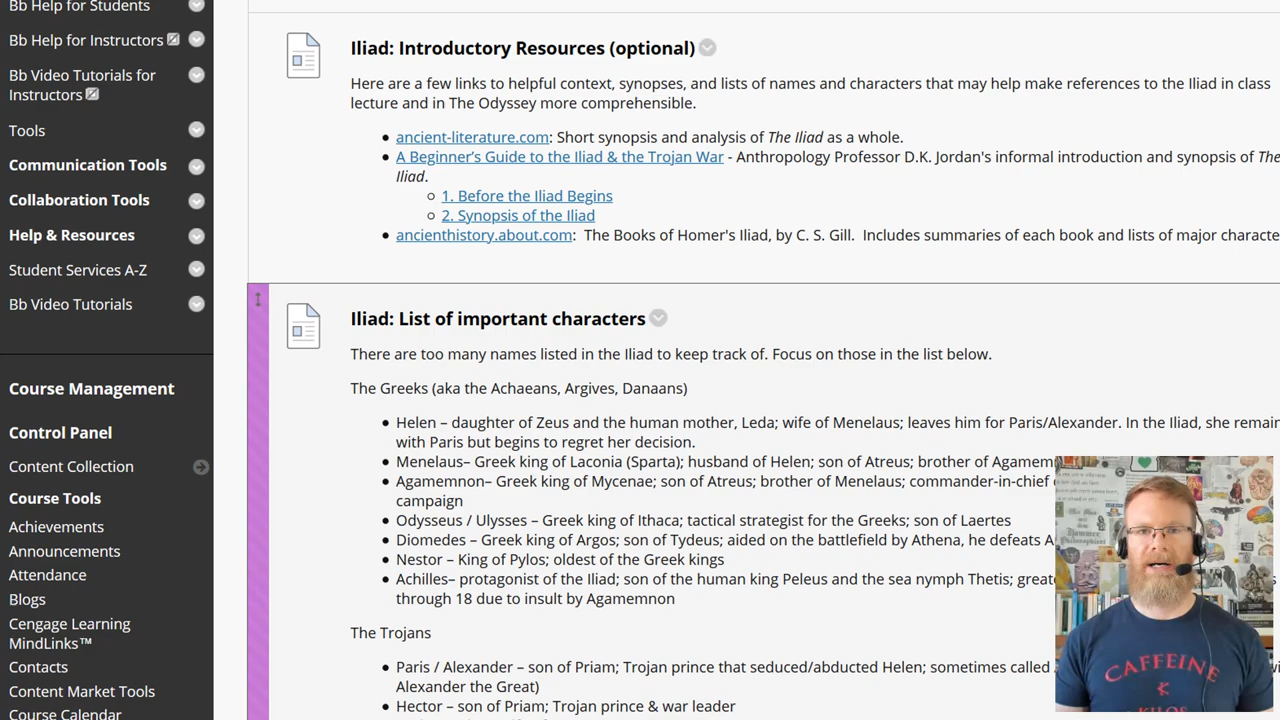 Bb Help for Students
Bb Help for Instructors
Bb Video Tutorials for
Instructors
Tools
Communication Tools
Collaboration Tools
Help & Resources
Student Services A-Z
Bb Video Tutorials
Course Management
Control Panel
Content Collection
Course Tools
Achievements
Announcements
Attendance
Blogs
Cengage Learning
MindLinks™
Contacts
Content Market Tools
Course Calendar
Iliad: Introductory Resources (optional)
Here are a few links to helpful context, synopses, and lists of names and characters that may help make references to the Iliad in class
lecture and in The Odyssey more comprehensible.
ancient-literature.com: Short synopsis and analysis of The Iliad as a whole.
A Beginner's Guide to the Iliad & the Trojan War - Anthropology Professor D.K. Jordan's informal introduction and synopsis of The
Iliad.
1. Before the Iliad Begins
2. Synopsis of the Iliad
ancienthistory.about.com: The Books of Homer's Iliad, by C. S. Gill. Includes summaries of each book and lists of major characte
Iliad: List of important characters
There are too many names listed in the Iliad to keep track of. Focus on those in the list below.
The Greeks (aka the Achaeans, Argives, Danaans)
Helen – daughter of Zeus and the human mother, Leda; wife of Menelaus; leaves him for Paris/Alexander. In the Iliad, she remain
with Paris but begins to regret her decision.
Menelaus– Greek king of Laconia (Sparta); husband of Helen; son of Atreus; brother of Agamem
Agamemnon– Greek king of Mycenae; son of Atreus; brother of Menelaus; commander-in-chief
campaign
Odysseus / Ulysses – Greek king of Ithaca; tactical strategist for the Greeks; son of Laertes
Diomedes – Greek king of Argos; son of Tydeus; aided on the battlefield by Athena, he defeats
Nestor – King of Pylos; oldest of the Greek kings
Achilles– protagonist of the Iliad; son of the human king Peleus and the sea nymph Thetis; greate
through 18 due to insult by Agamemnon
The Trojans
Paris / Alexander – son of Priam; Trojan prince that seduced/abducted Helen; sometimes called
Alexander the Great)
Hector – son of Priam; Trojan prince & war leader
CAFFEINE
KILOS